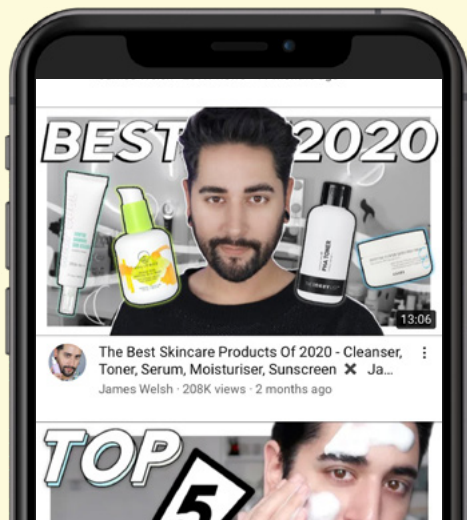 BEST 2020
PHA TONER
13:06
The Best Skincare Products Of 2020 - Cleanser,
Toner, Serum, Moisturiser, Sunscreen ✖ Ja...
James Welsh · 208K views · 2 months ago
TOP
5